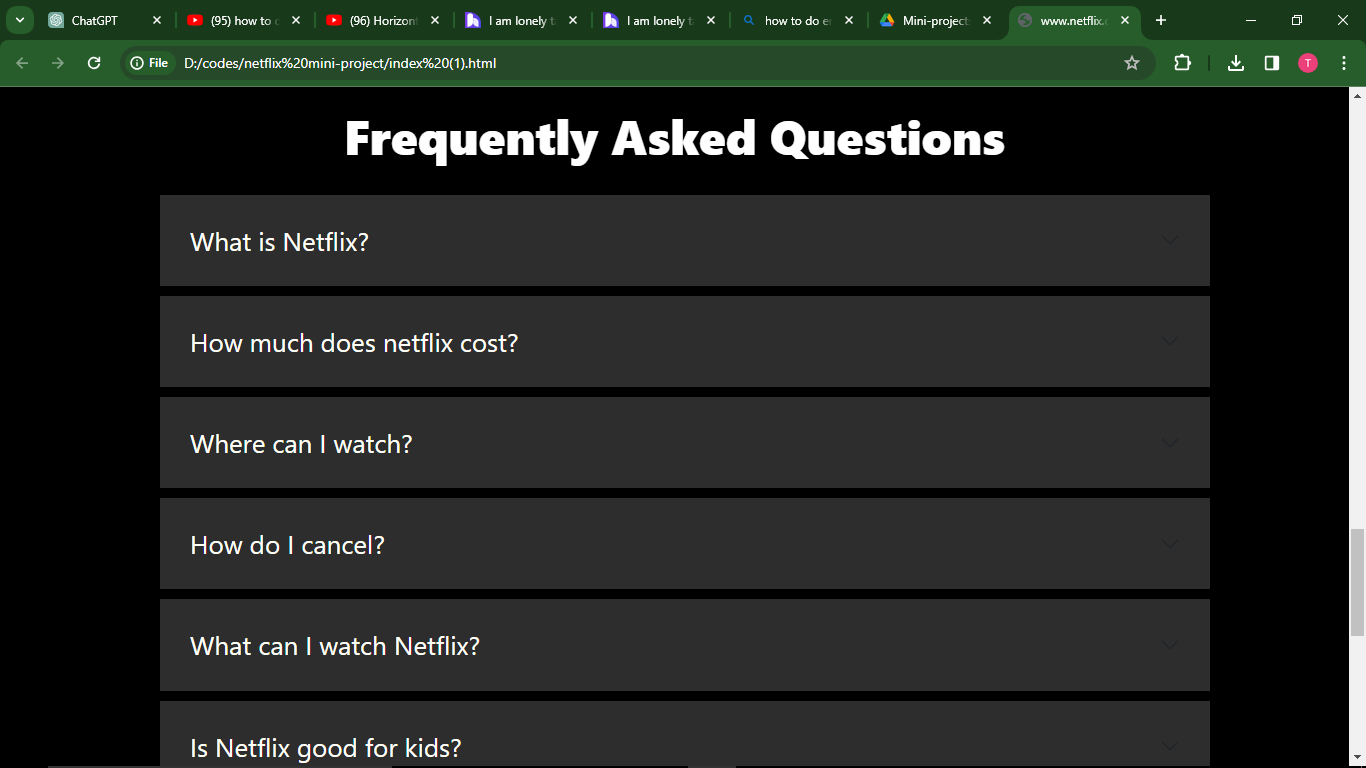 ChatGPT
(95) how to
(96) Horizon
I am lonely
I am lonely
how to do
Mini-project
www.netflix.
File
D:/codes/netflix%20mini-project/index%20(1).html
T
Frequently Asked Questions
What is Netflix?
How much does netflix cost?
Where can I watch?
How do I cancel?
What can I watch Netflix?
Is Netflix good for kids?